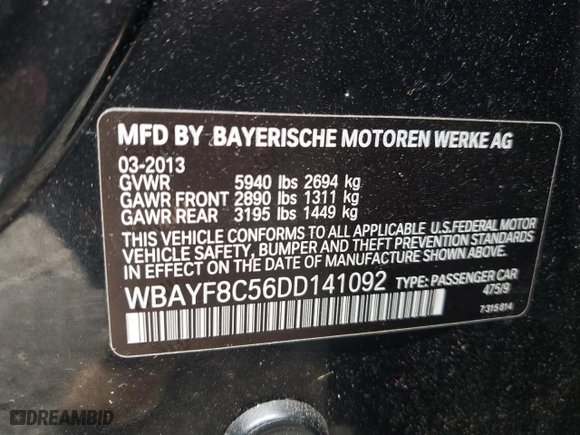 MFD BY BAYERISCHE MOTOREN WERKE AG
03-2013
GVWR 5940 lbs 2694 kg
GAWR FRONT 2890 lbs 1311 kg
GAWR REAR 3195 lbs 1449 kg
THIS VEHICLE CONFORMS TO ALL APPLICABLE U.S.FEDERAL MOTOR
VEHICLE SAFETY, BUMPER AND THEFT PREVENTION STANDARDS
IN EFFECT ON THE DATE OF MANUFACTURE SHOWN ABOVE.
WBAYF8C56DD141092 TYPE: PASSENGER CAR
475/9
7 315 814
DREAMBID